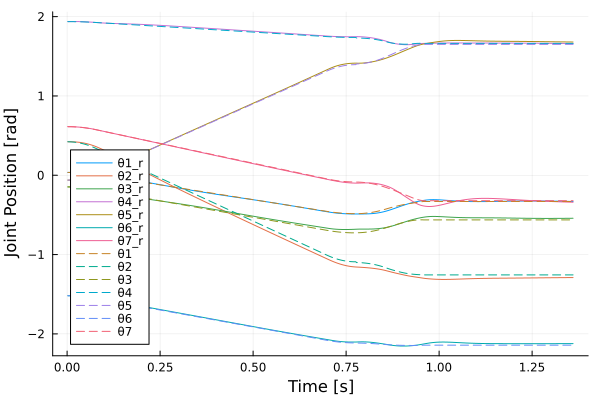 2
1
0
−1
−2
Joint Position [rad]
θ1_r
θ2_r
θ3_r
θ4_r
θ5_r
θ6_r
θ7_r
θ1
θ2
θ3
θ4
θ5
θ6
θ7
0.00 0.25 0.50 0.75 1.00 1.25
Time [s]